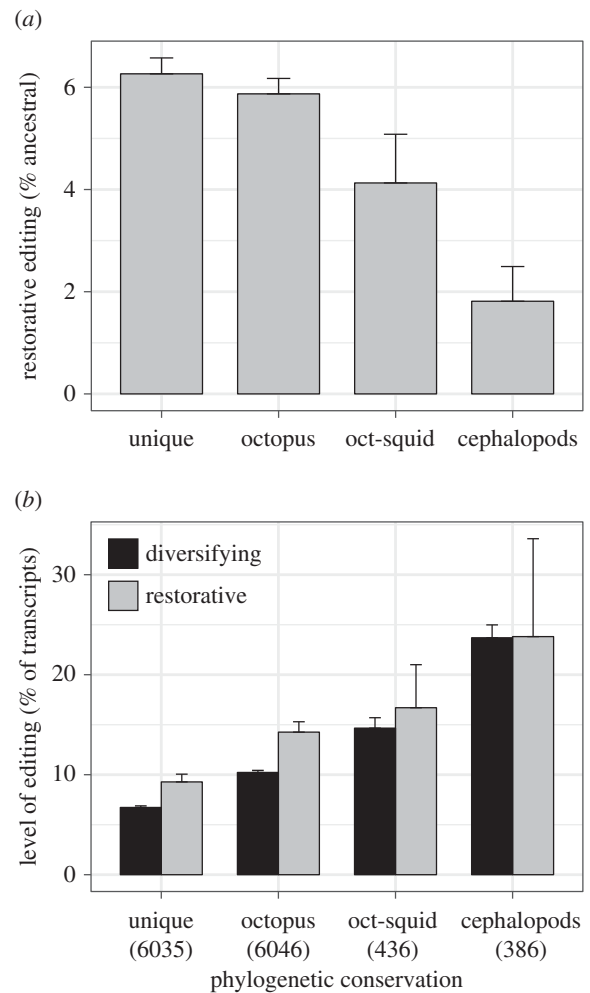 (a)
restorative editing (% ancestral)
6
4
2
0
unique octopus oct-squid cephalopods
(b)
level of editing (% of transcripts)
diversifying
restorative
30
20
10
0
unique octopus oct-squid cephalopods
(6035) (6046) (436) (386)
phylogenetic conservation